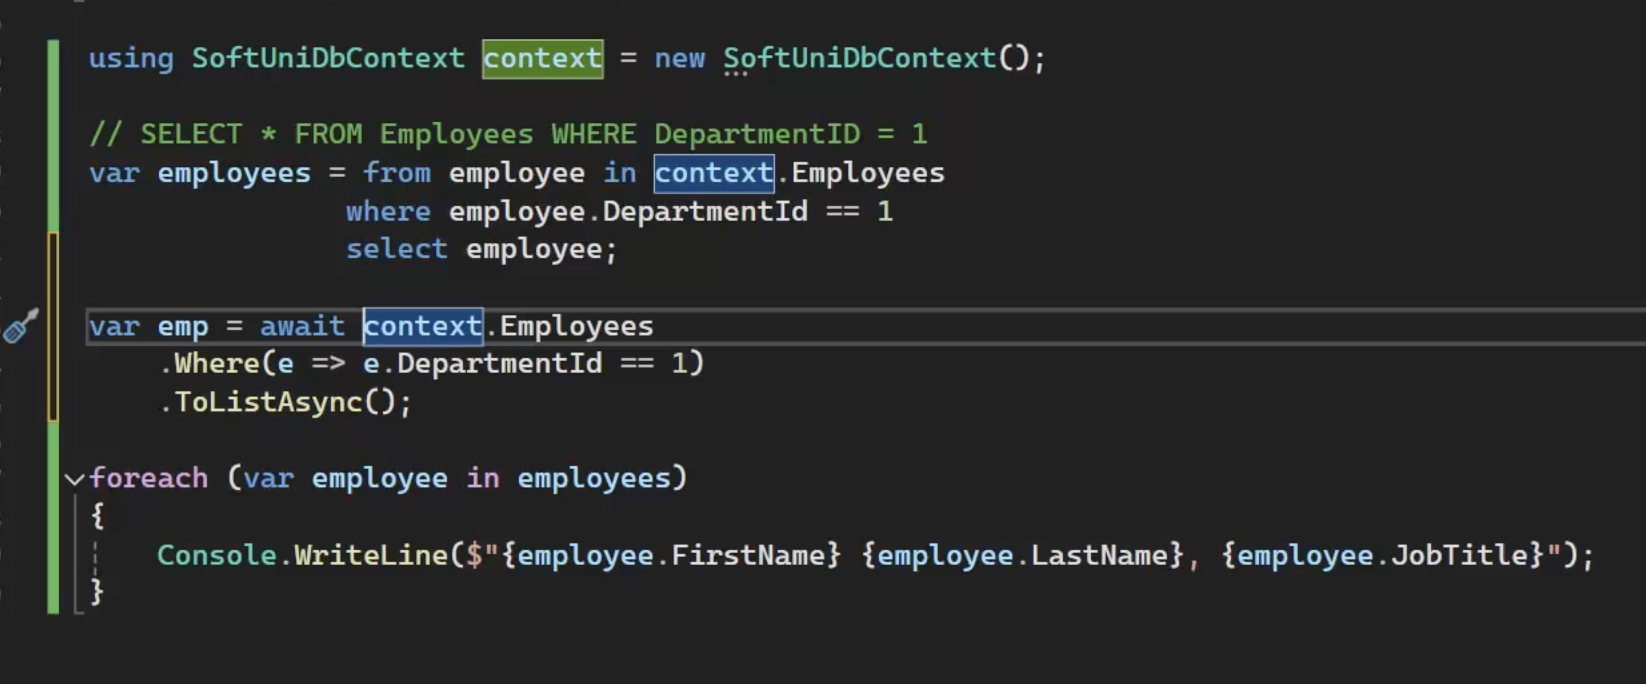 using SoftUniDbContext context = new SoftUniDbContext();
// SELECT * FROM Employees WHERE DepartmentID = 1
var employees = from employee in context.Employees
where employee.DepartmentId == 1
select employee;
var emp = await context.Employees
.Where(e => e.DepartmentId == 1)
.ToListAsync();
foreach (var employee in employees)
{
Console.WriteLine($"{employee.FirstName} {employee.LastName}, {employee.JobTitle}");
}